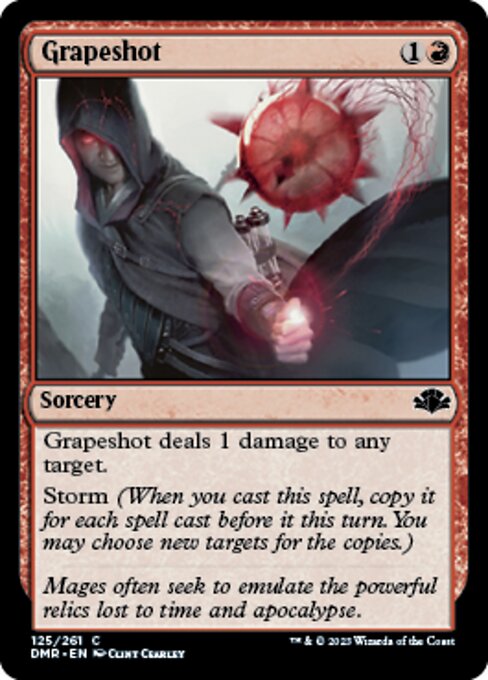 Grapeshot 1
Sorcery
Grapeshot deals 1 damage to any
target.
Storm (When you cast this spell, copy it
for each spell cast before it this turn. You
may choose new targets for the copies.)
Mages often seek to emulate the powerful
relics lost to time and apocalypse.
125/261 C
DMR • EN Clint Cearley
™ & © 2023 Wizards of the Coast